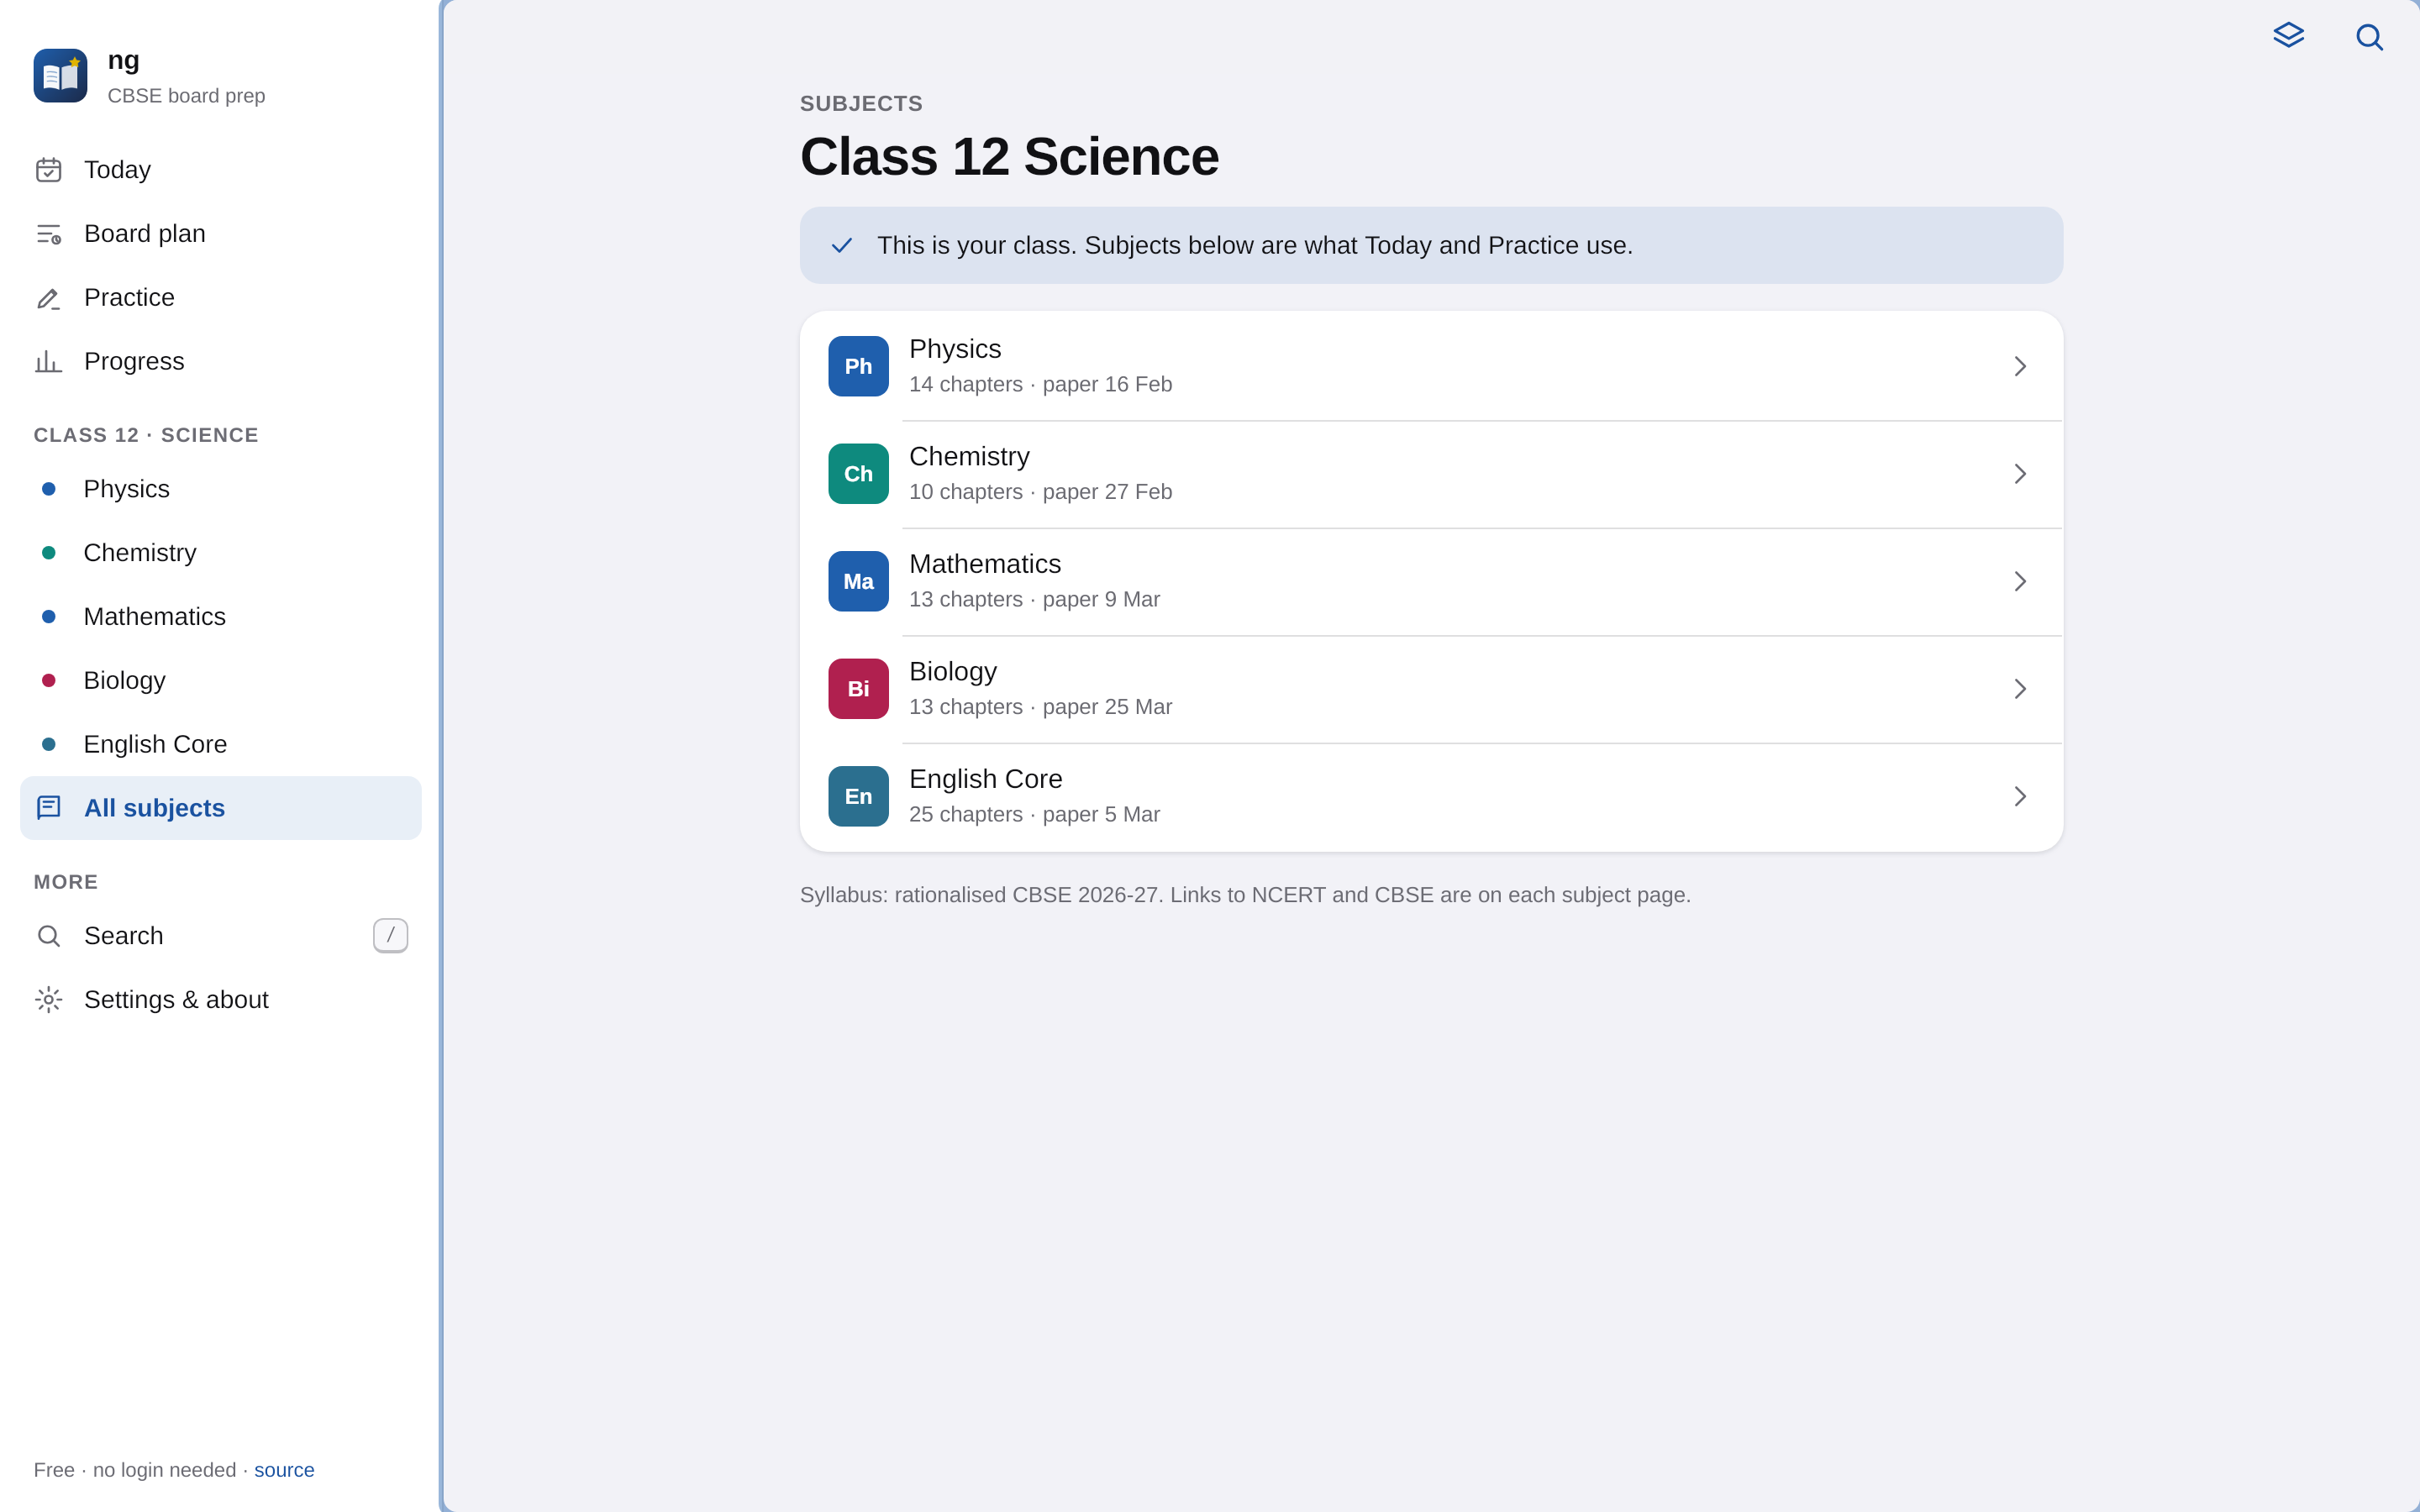 ng
CBSE board prep
Today
Board plan
Practice
Progress
CLASS 12 · SCIENCE
Physics
Chemistry
Mathematics
Biology
English Core
All subjects
MORE
Search /
Settings & about
Free · no login needed · source
SUBJECTS
Class 12 Science
This is your class. Subjects below are what Today and Practice use.
Ph
Physics
14 chapters · paper 16 Feb
Ch
Chemistry
10 chapters · paper 27 Feb
Ma
Mathematics
13 chapters · paper 9 Mar
Bi
Biology
13 chapters · paper 25 Mar
En
English Core
25 chapters · paper 5 Mar
Syllabus: rationalised CBSE 2026-27. Links to NCERT and CBSE are on each subject page.